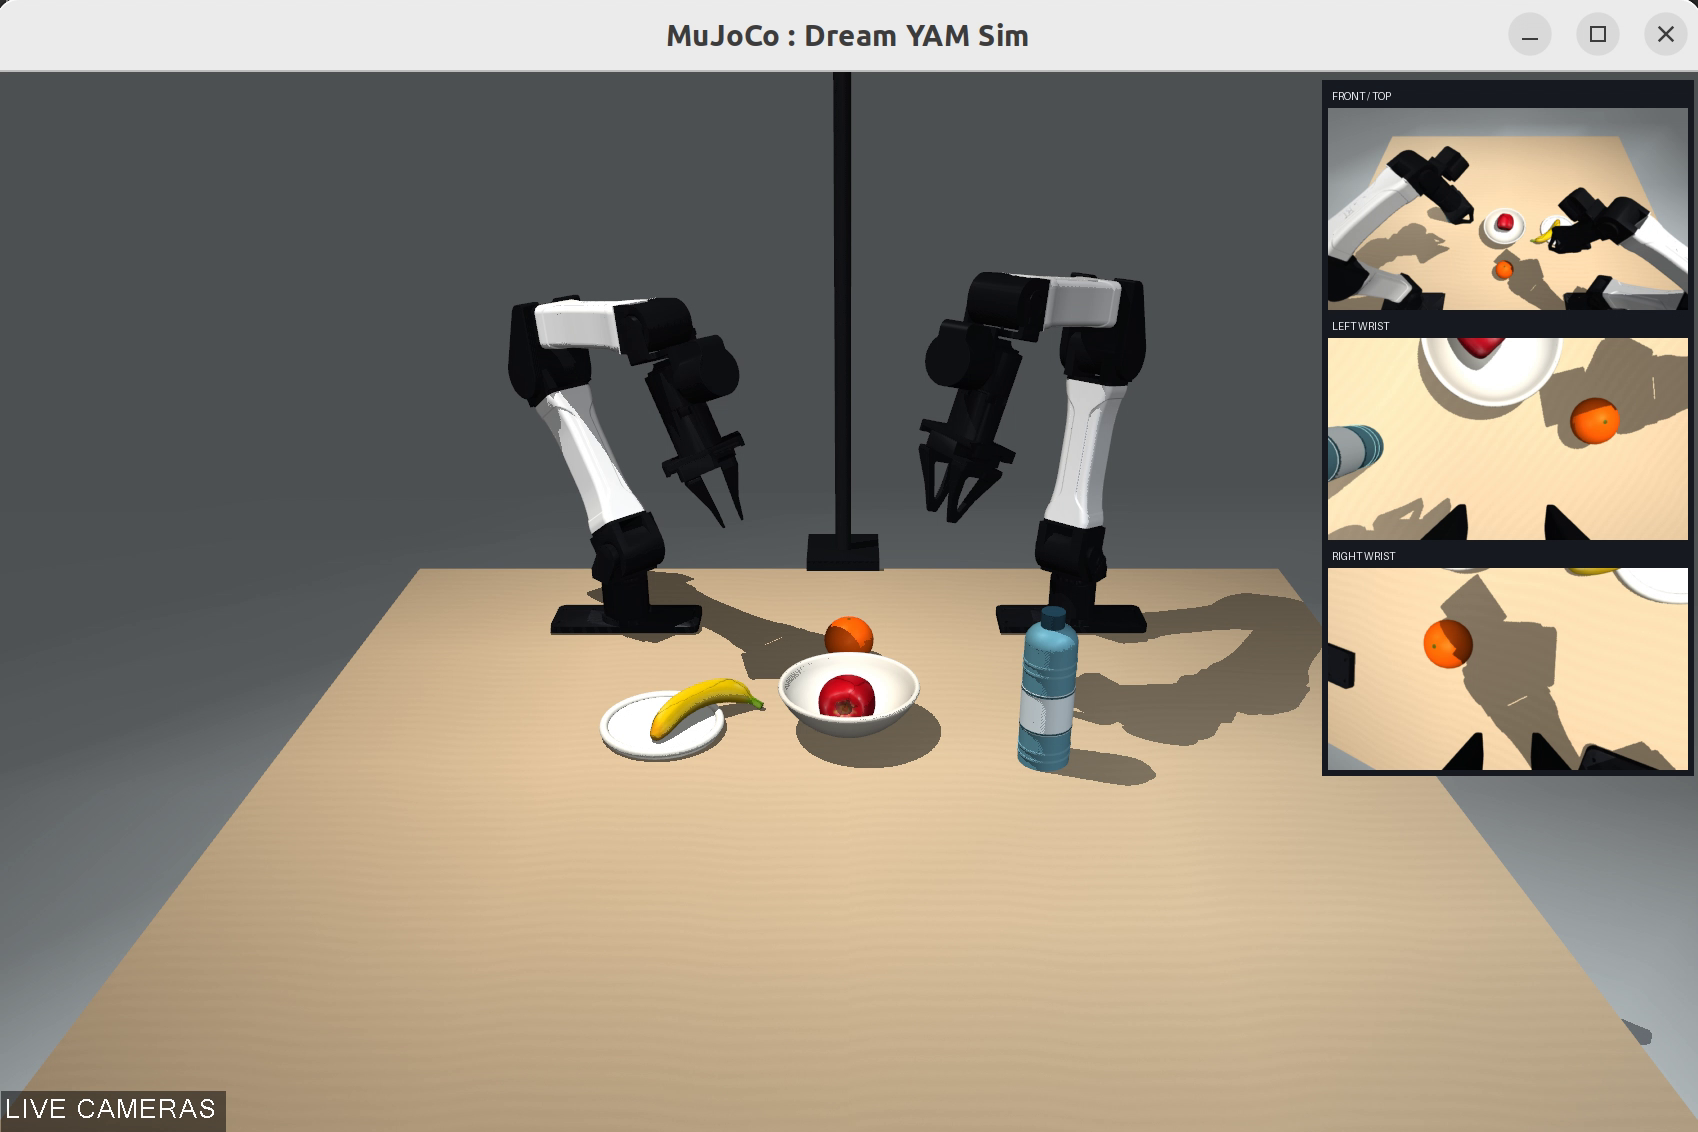 MuJoCo : Dream YAM Sim
FRONT / TOP
LEFT WRIST
RIGHT WRIST
LIVE CAMERAS